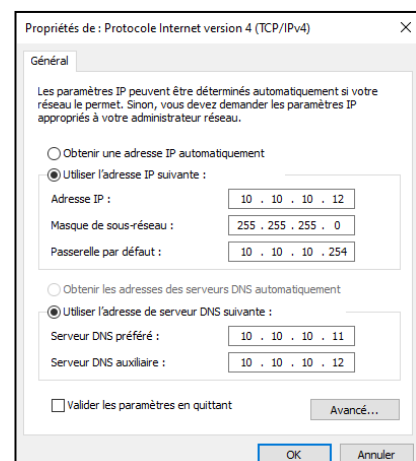 Propriétés de : Protocole Internet version 4 (TCP/IPv4)
Général
Les paramètres IP peuvent être déterminés automatiquement si votre
réseau le permet. Sinon, vous devez demander les paramètres IP
appropriés à votre administrateur réseau.
Obtenir une adresse IP automatiquement
Utiliser l'adresse IP suivante :
Adresse IP : 10 . 10 . 10 . 12
Masque de sous-réseau : 255 . 255 . 255 . 0
Passerelle par défaut : 10 . 10 . 10 . 254
Obtenir les adresses des serveurs DNS automatiquement
Utiliser l'adresse de serveur DNS suivante :
Serveur DNS préféré : 10 . 10 . 10 . 11
Serveur DNS auxiliaire : 10 . 10 . 10 . 12
Valider les paramètres en quittant
Avancé...
OK Annuler